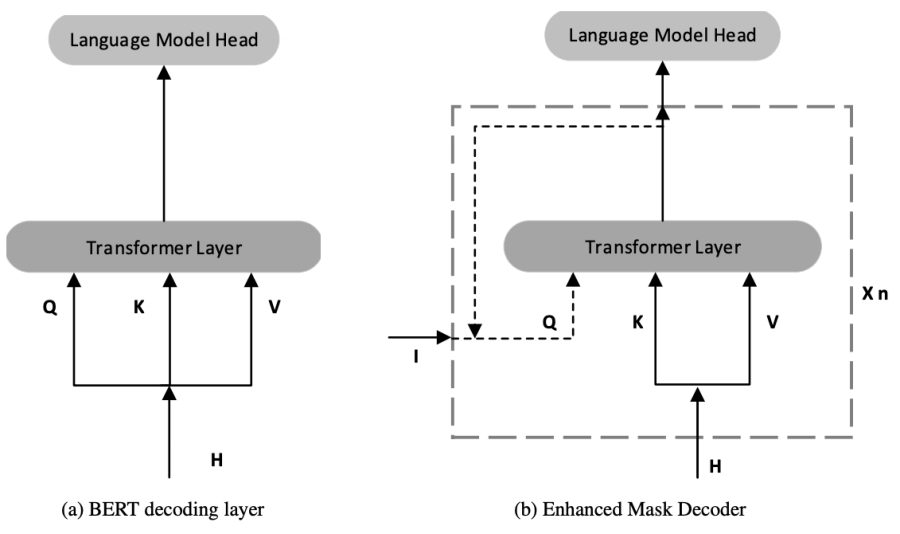 Language Model Head
Transformer Layer
Q
K
V
H
(a) BERT decoding layer
Language Model Head
Transformer Layer
Q
K
V
X n
I
H
(b) Enhanced Mask Decoder